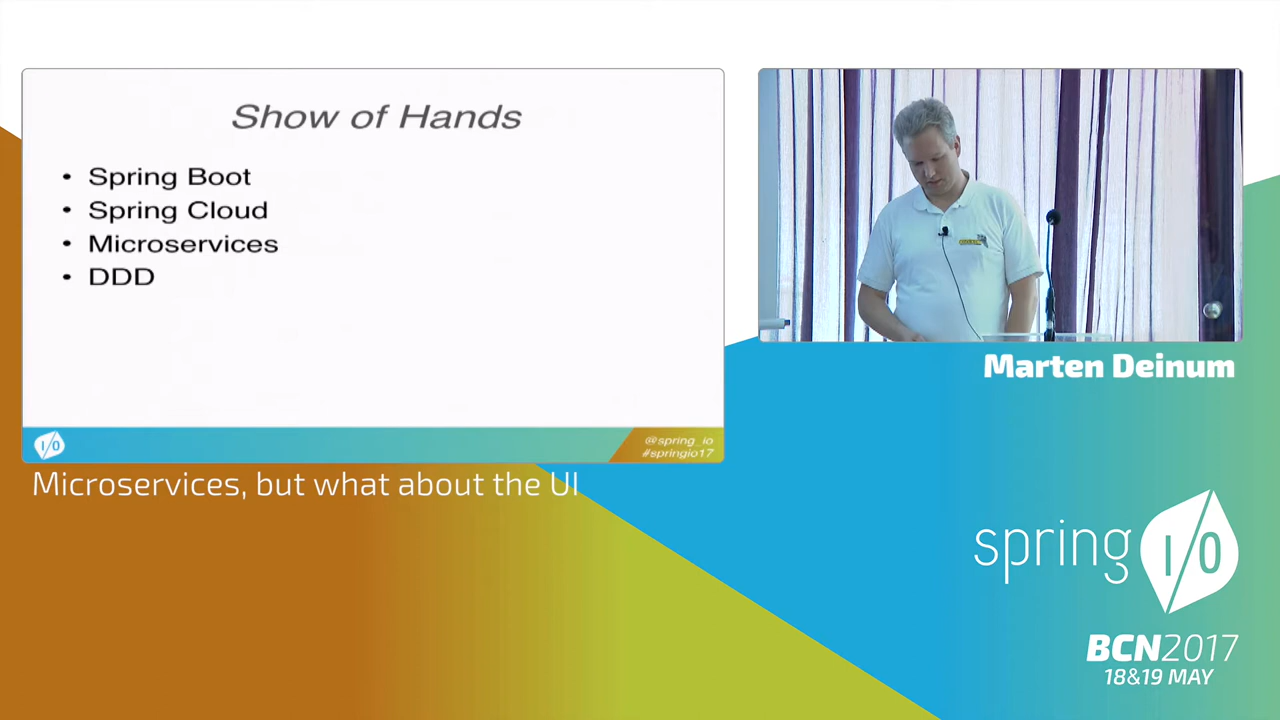 Show of Hands
• Spring Boot
• Spring Cloud
• Microservices
• DDD
I/O
@spring_io
#springio17
Marten Deinum
Microservices, but what about the UI
spring I/O
BCN2017
18&19 MAY